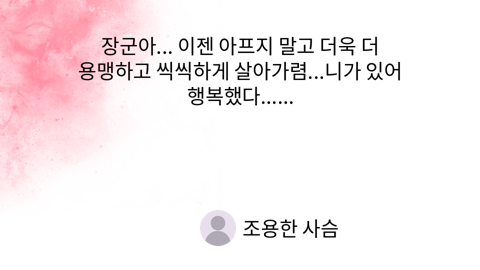 장군아... 이젠 아프지 말고 더욱 더
용맹하고 씩씩하게 살아가렴...니가 있어
행복했다......
조용한 사슴